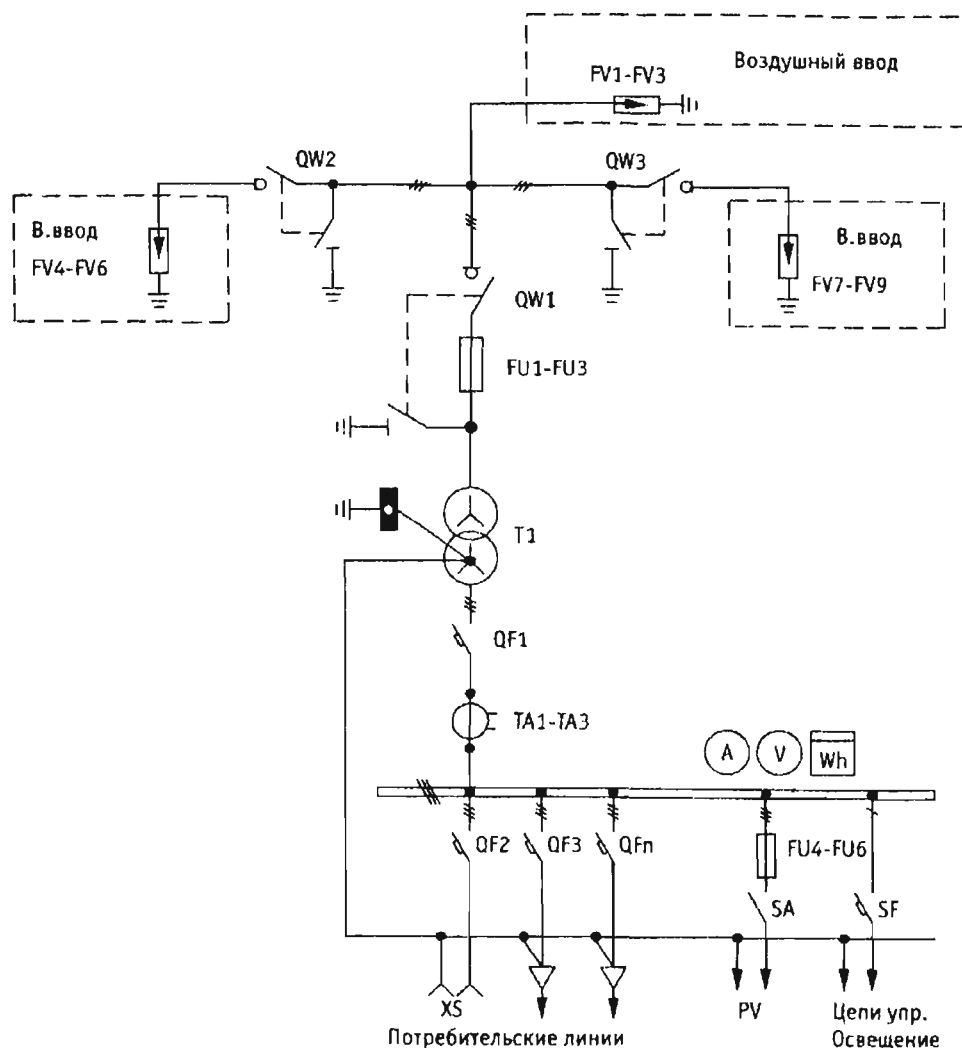 Воздушный ввод
FV1-FV3
QW2
QW3
В.ввод
FV4-FV6
В.ввод
FV7-FV9
QW1
FU1-FU3
T1
QF1
TA1-TA3
A
V
Wh
QF2
QF3
QFn
FU4-FU6
SA
SF
XS
PV
Цепи упр.
Потребительские линии
Освещение